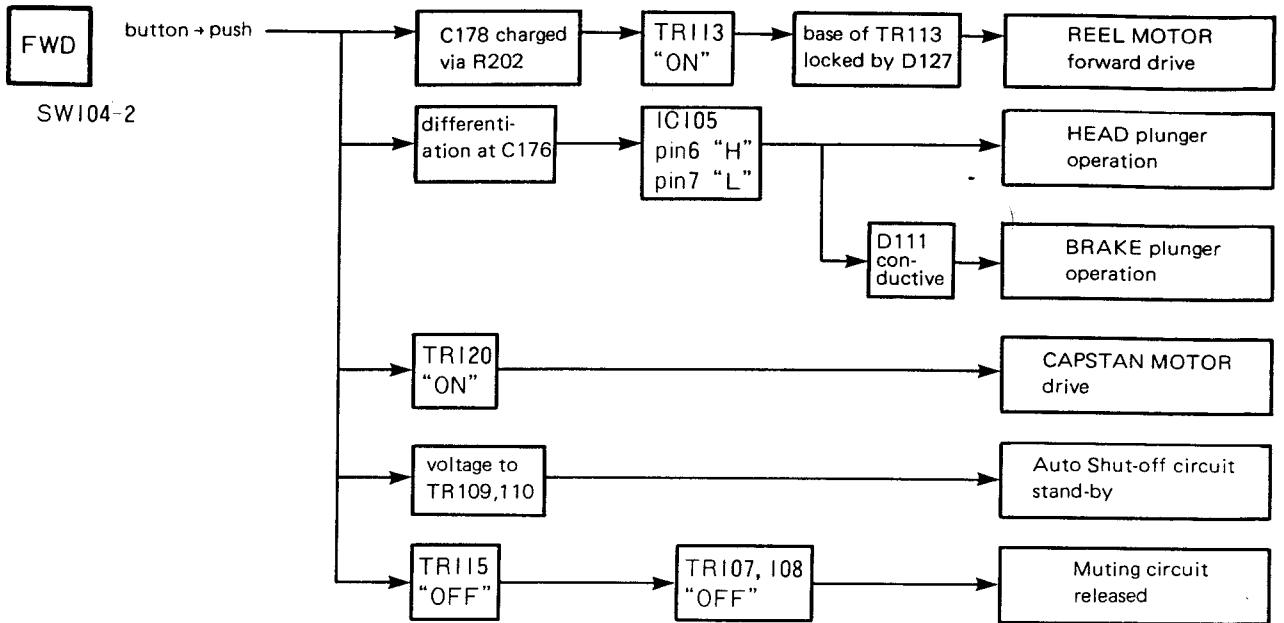 FWD
button → push
SW104-2
C178 charged
via R202
TR113
"ON"
base of TR113
locked by D127
REEL MOTOR
forward drive
differenti-
ation at C176
IC105
pin6 "H"
pin7 "L"
HEAD plunger
operation
D111
con-
ductive
BRAKE plunger
operation
TR120
"ON"
CAPSTAN MOTOR
drive
voltage to
TR109,110
Auto Shut-off circuit
stand-by
TR115
"OFF"
TR107, 108
"OFF"
Muting circuit
released